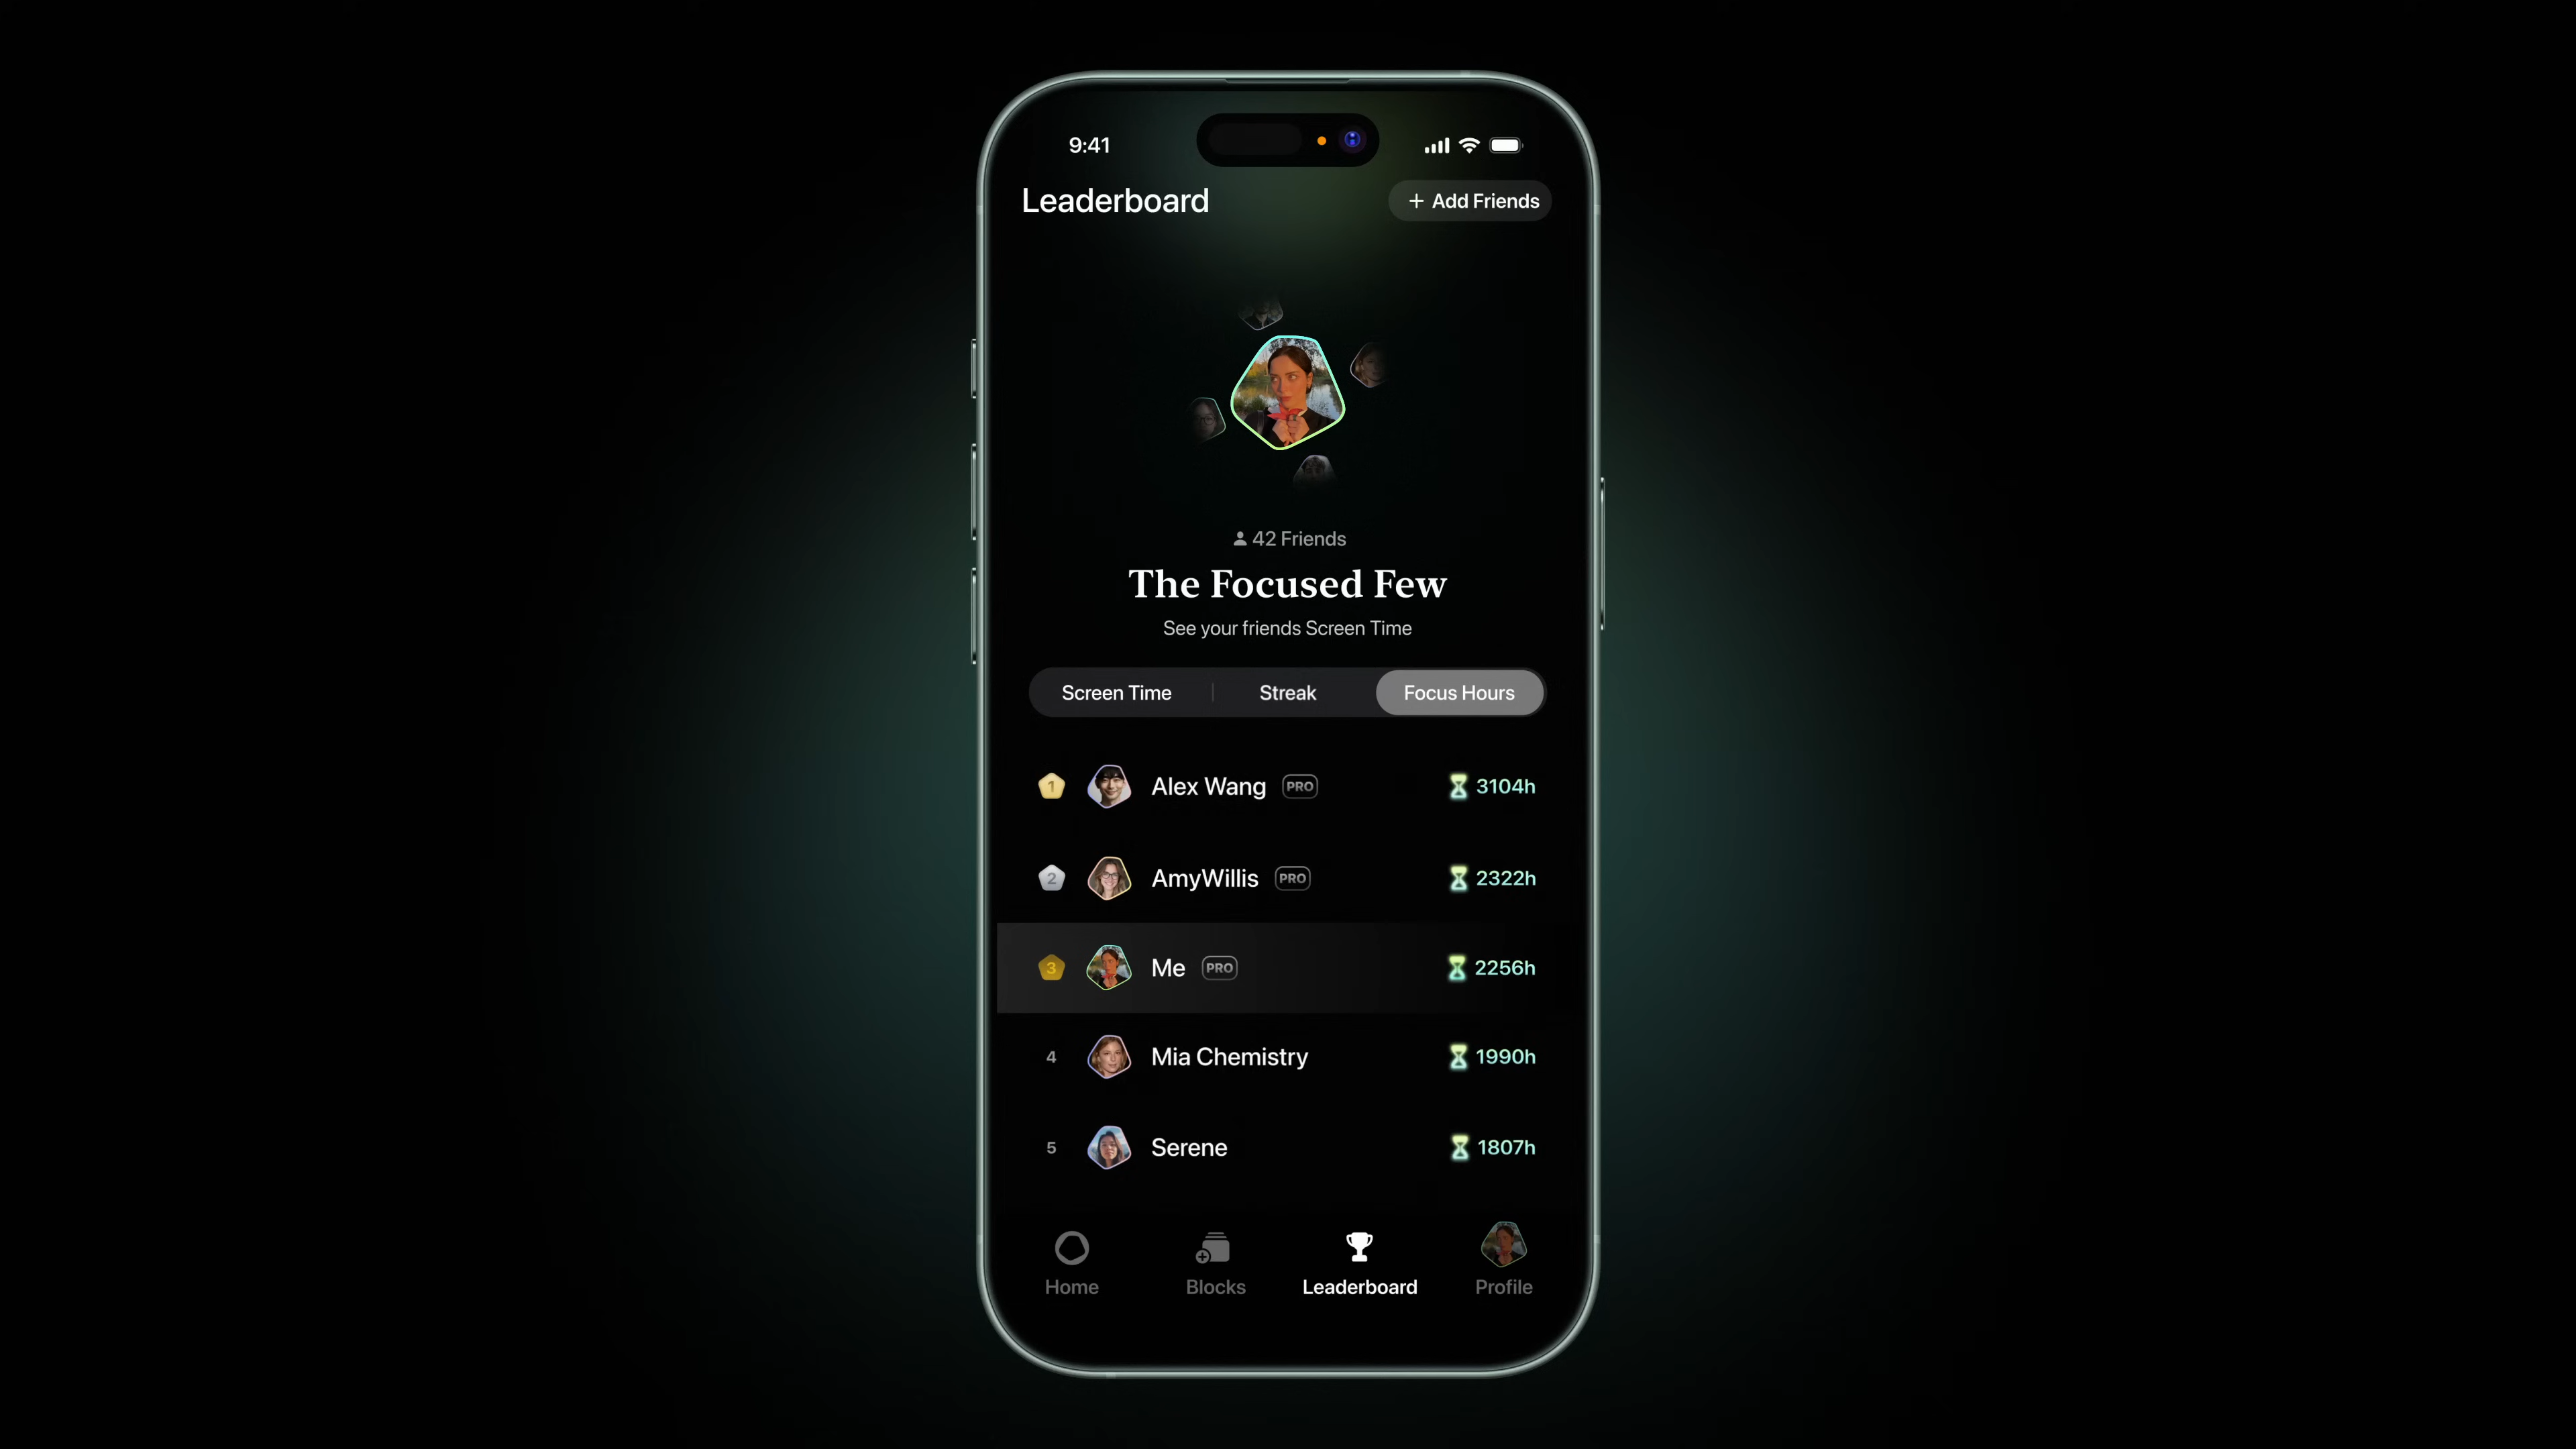 9:41
Leaderboard
+ Add Friends
42 Friends
The Focused Few
See your friends Screen Time
Screen Time
Streak
Focus Hours
1 Alex Wang PRO 3104h
2 AmyWillis PRO 2322h
3 Me PRO 2256h
4 Mia Chemistry 1990h
5 Serene 1807h
Home
Blocks
Leaderboard
Profile